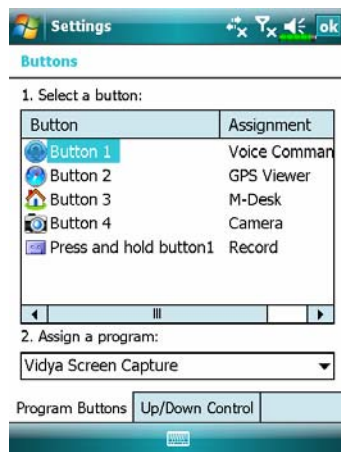 Settings ok
Buttons
1. Select a button:
Button Assignment
Button 1 Voice Comman
Button 2 GPS Viewer
Button 3 M-Desk
Button 4 Camera
Press and hold button1 Record
2. Assign a program:
Vidya Screen Capture
Program Buttons Up/Down Control